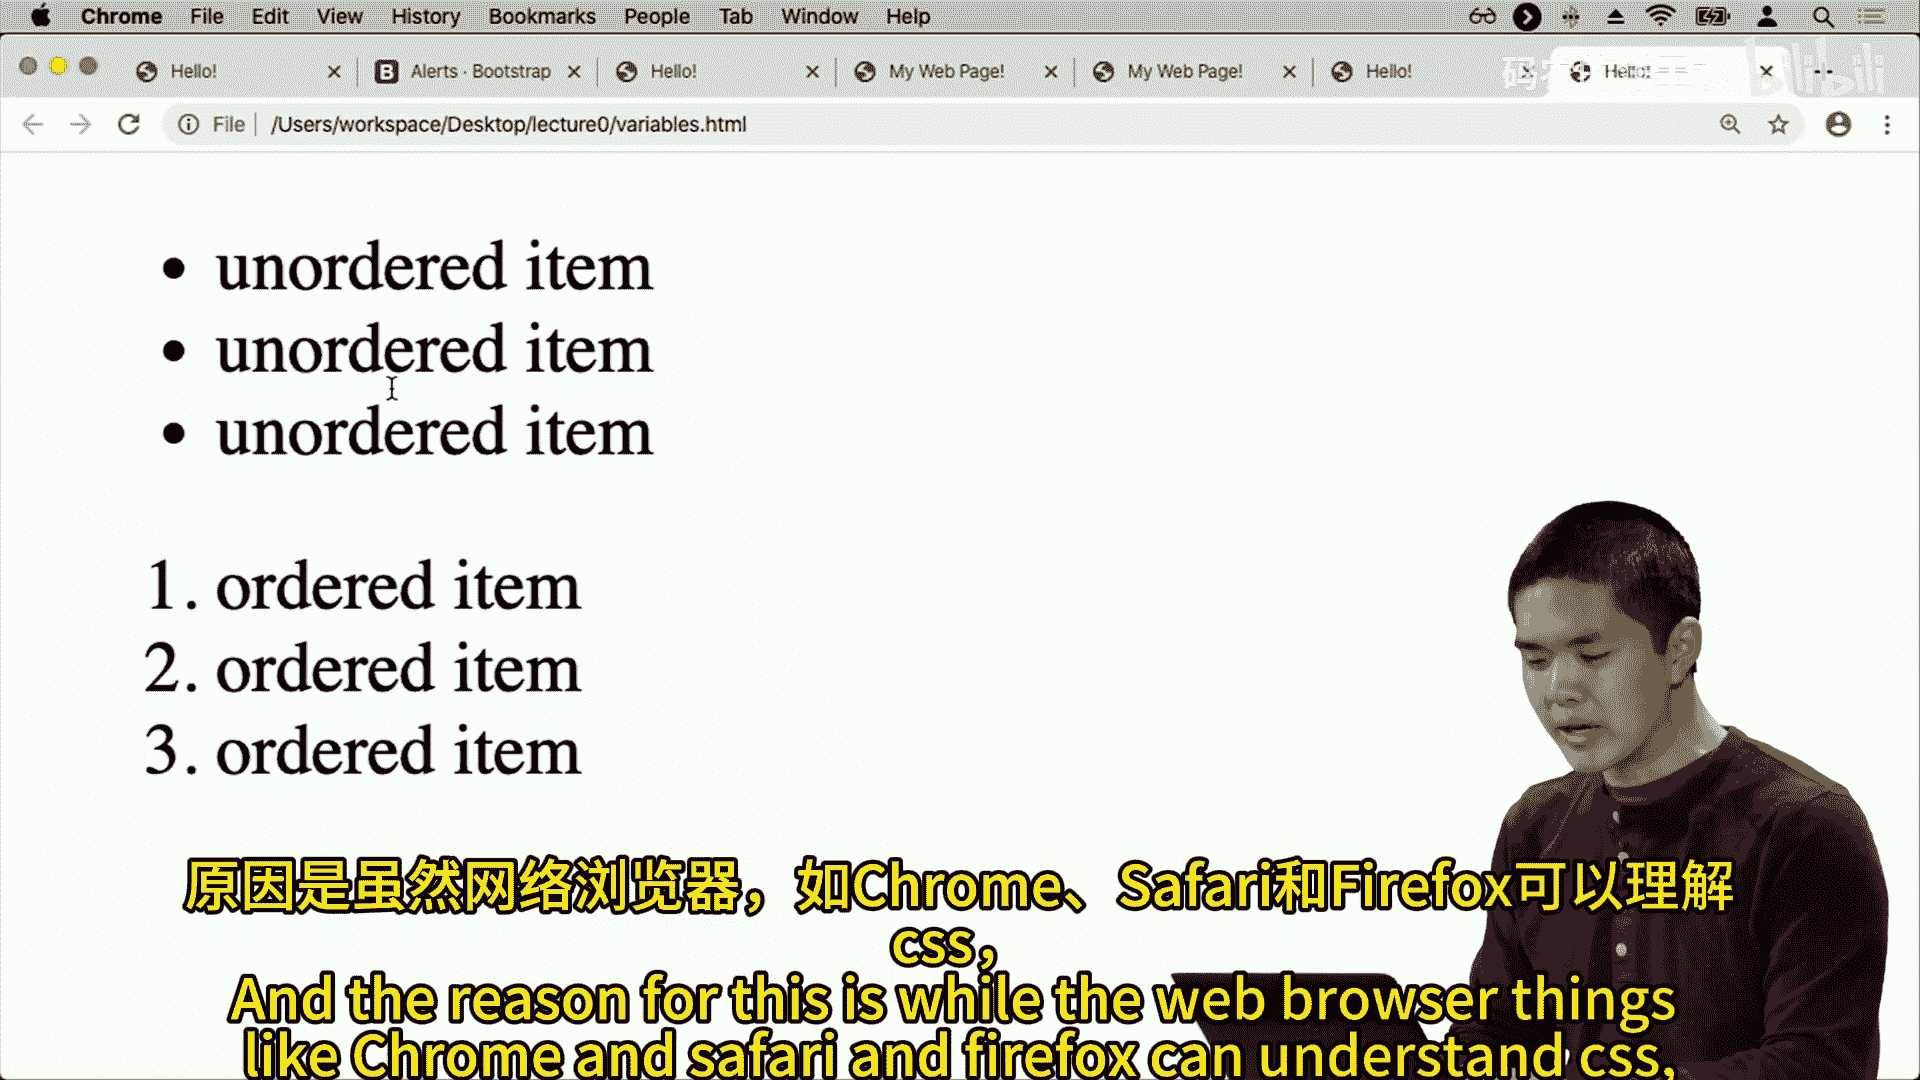 Chrome File Edit View History Bookmarks People Tab Window Help
Hello! Alerts · Bootstrap Hello! My Web Page! My Web Page! Hello! Hello!
bilibili
File /Users/workspace/Desktop/lecture0/variables.html
• unordered item
• unordered item
• unordered item
1. ordered item
2. ordered item
3. ordered item
原因是虽然网络浏览器，如Chrome、Safari和Firefox可以理解
css，
And the reason for this is while the web browser things
like Chrome and safari and firefox can understand css,